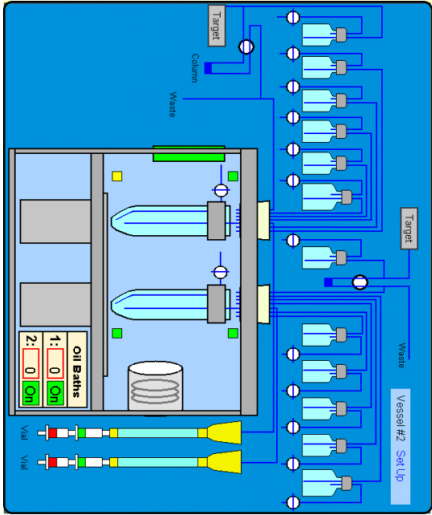 Target
Column
Waste
Target
Waste
Vessel #2 Set Up
Oil Baths
1: 0 On
2: 0 On
Vial
Vial